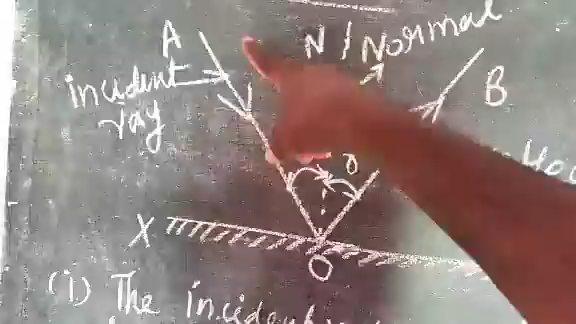 A
N / Normal
incident
ray
B
X
O
(i) The incident